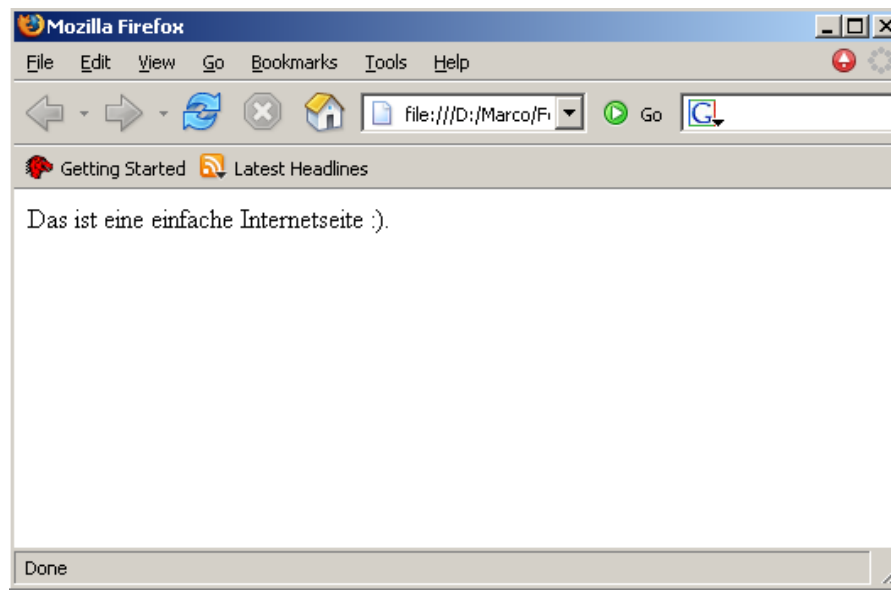 Mozilla Firefox
File Edit View Go Bookmarks Tools Help
file:///D:/Marco/F Go G
Getting Started Latest Headlines
Das ist eine einfache Internetseite :).
Done